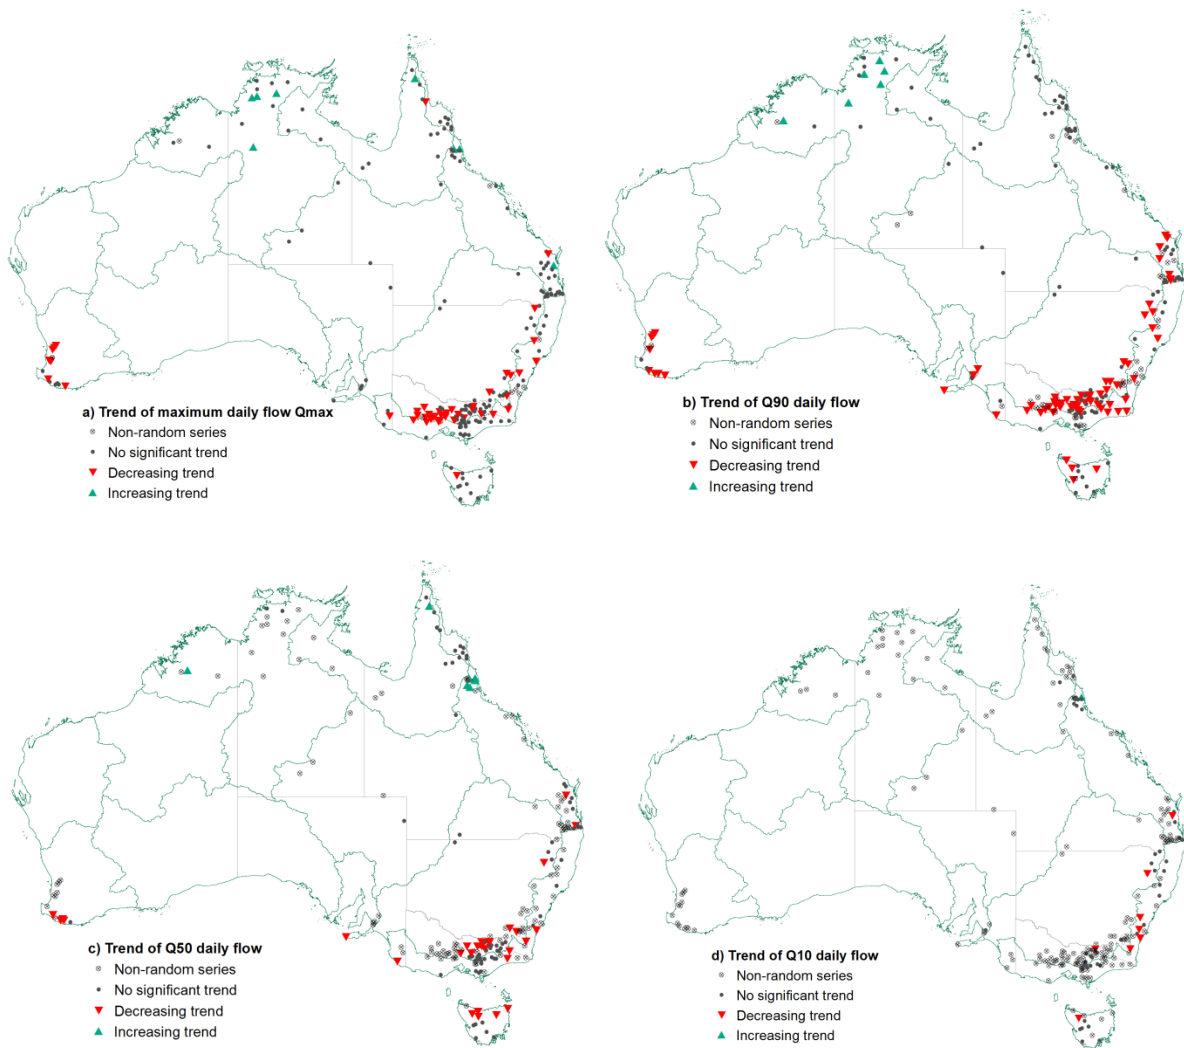 a) Trend of maximum daily flow Qmax
Non-random series
No significant trend
Decreasing trend
Increasing trend
b) Trend of Q90 daily flow
Non-random series
No significant trend
Decreasing trend
Increasing trend
c) Trend of Q50 daily flow
Non-random series
No significant trend
Decreasing trend
Increasing trend
d) Trend of Q10 daily flow
Non-random series
No significant trend
Decreasing trend
Increasing trend